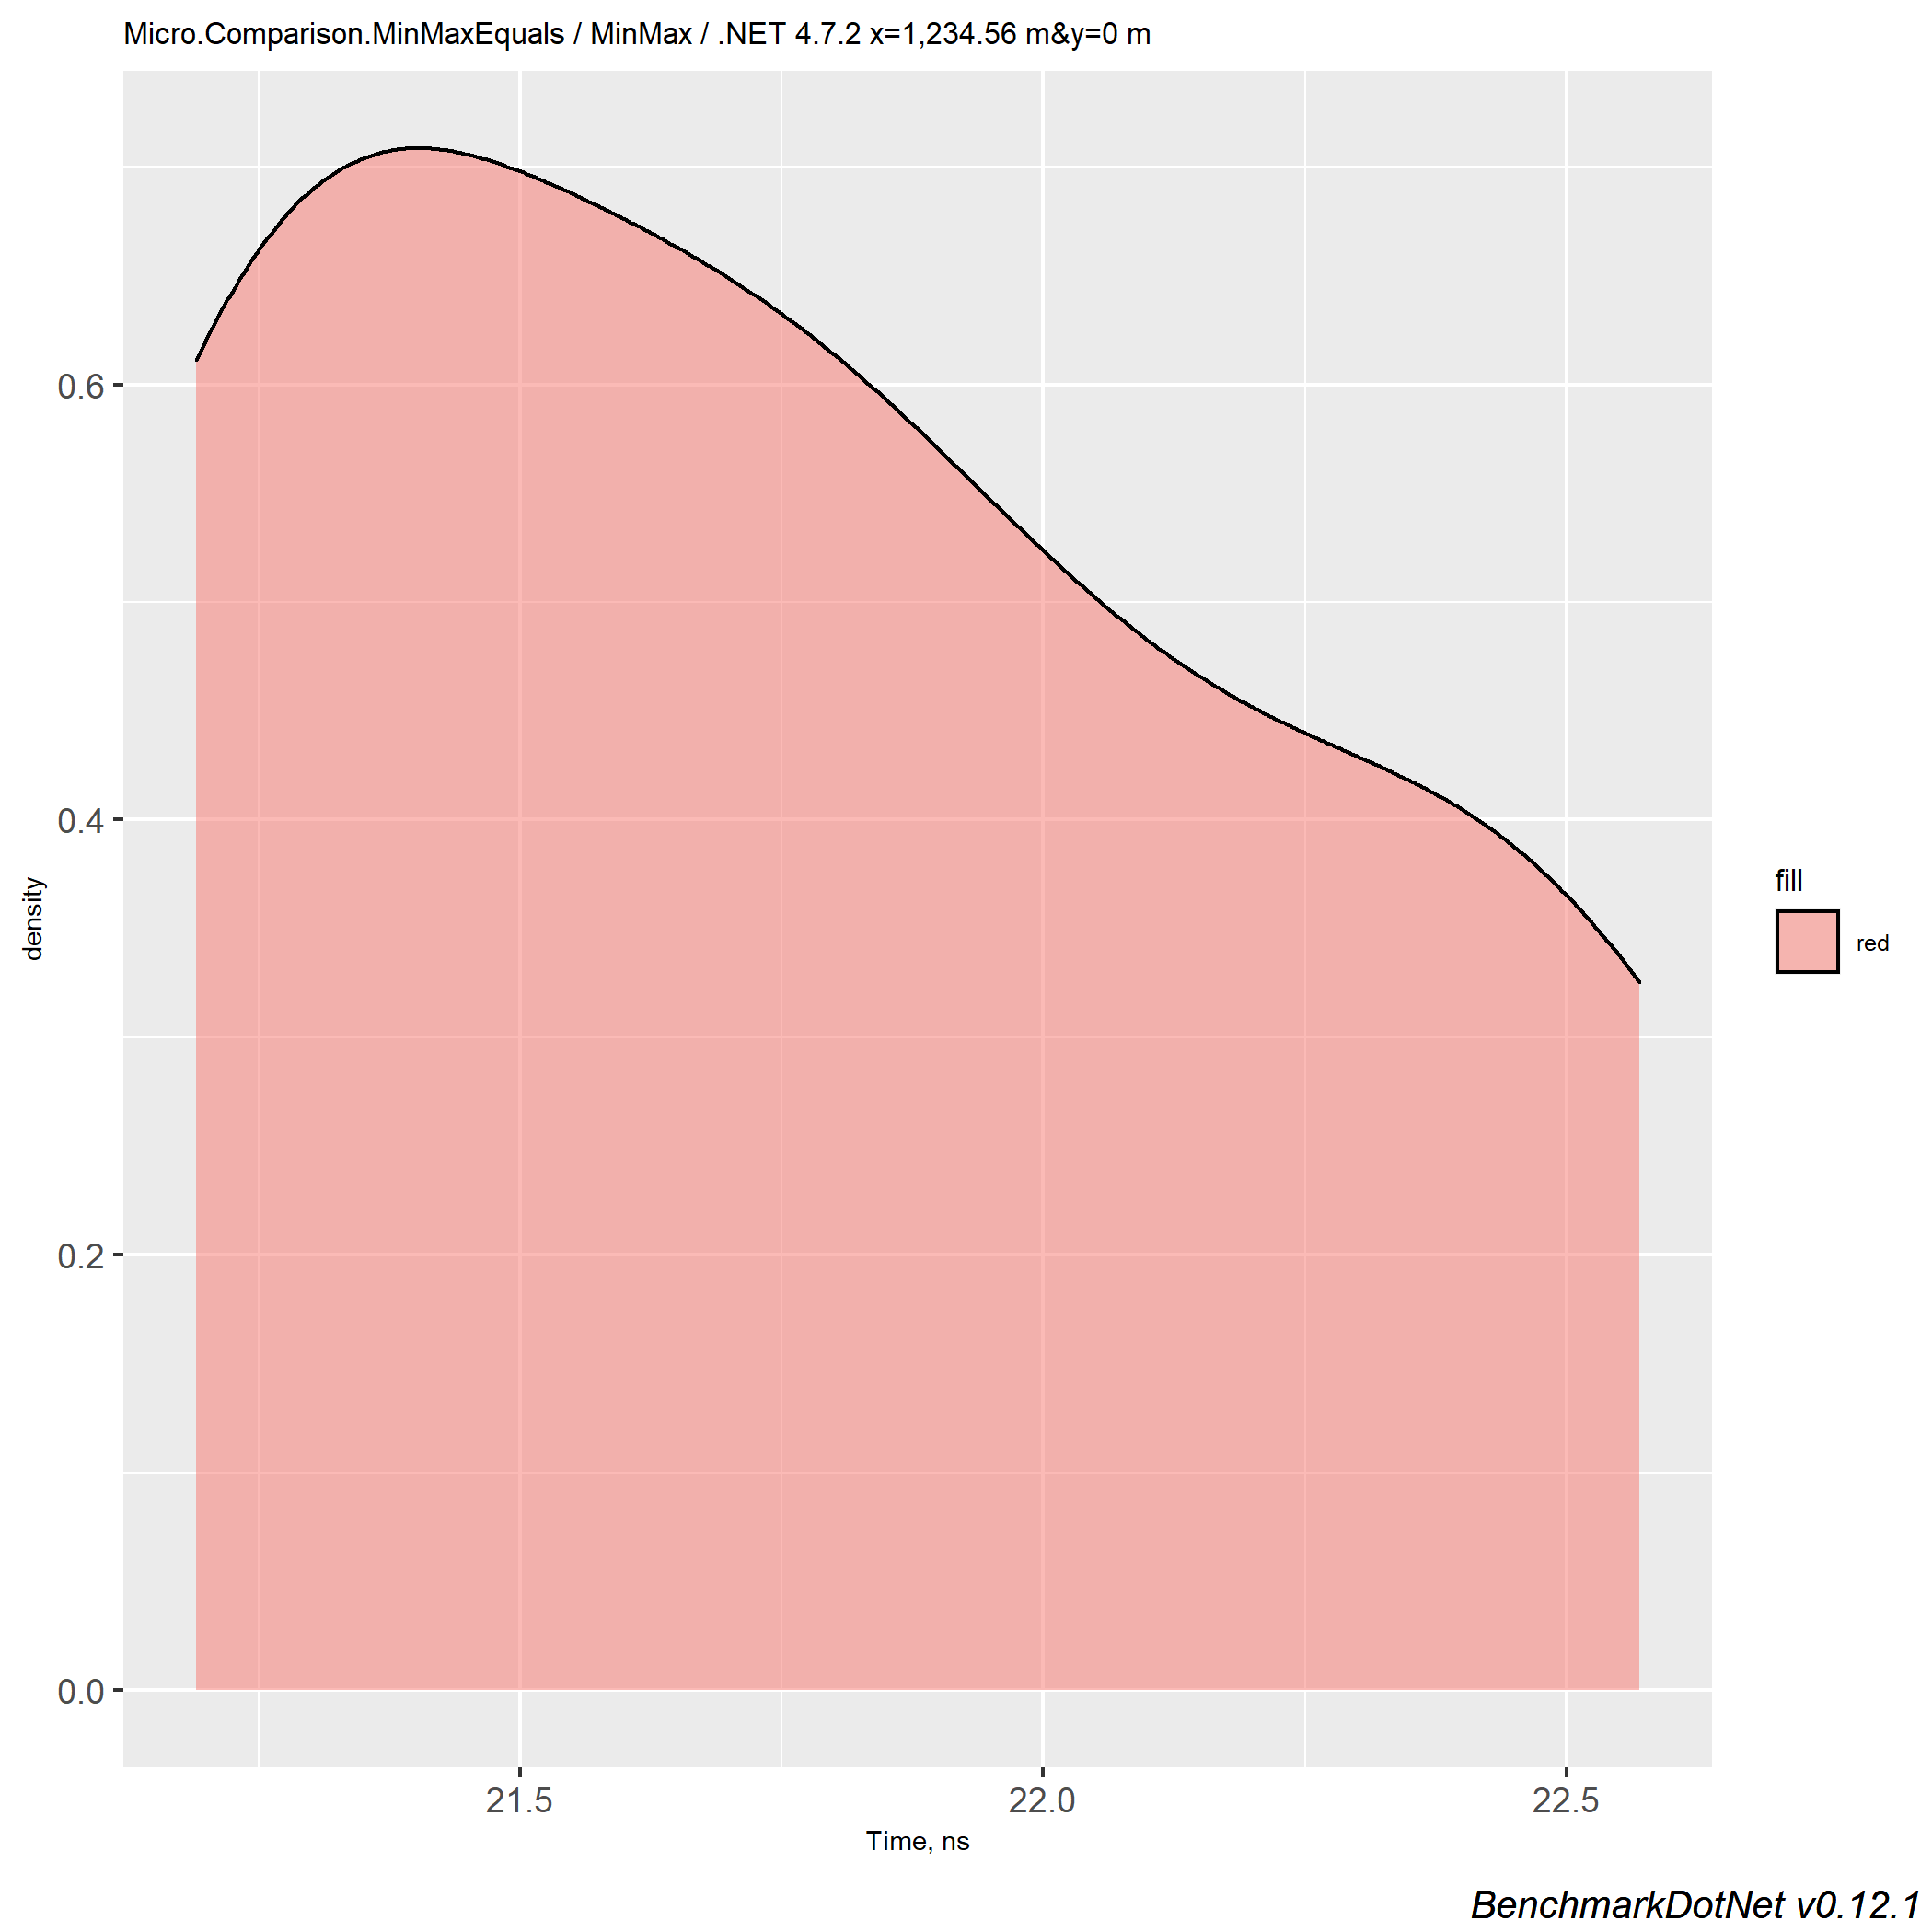 Micro.Comparison.MinMaxEquals / MinMax / .NET 4.7.2 x=1,234.56 m&y=0 m
0.6
0.4
0.2
0.0
density
21.5
22.0
22.5
Time, ns
fill
red
BenchmarkDotNet v0.12.1